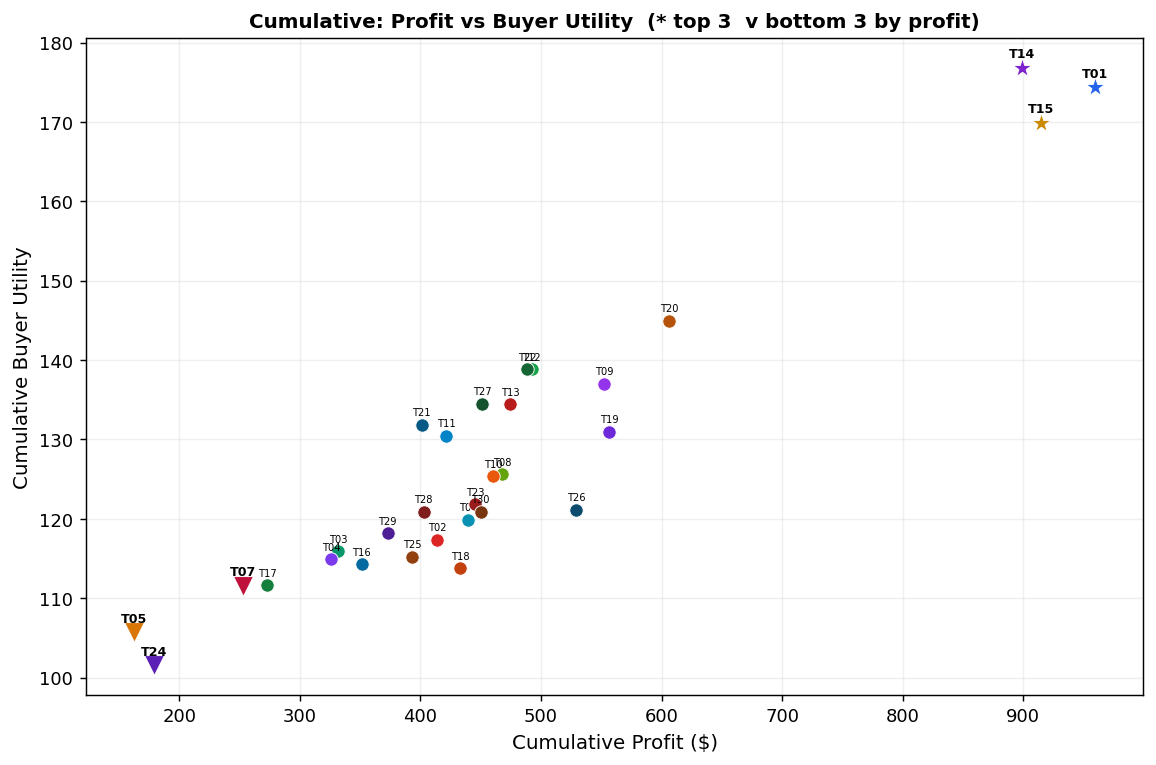 Cumulative: Profit vs Buyer Utility  (* top 3  v bottom 3 by profit)
180
170
160
150
140
130
120
110
100
Cumulative Buyer Utility
T14
T01
T15
T20
T09
T27
T13
T21
T11
T19
T08
T10
T23
T28
T26
T29
T02
T03
T04
T16
T25
T18
T07
T17
T05
T24
200
300
400
500
600
700
800
900
Cumulative Profit ($)